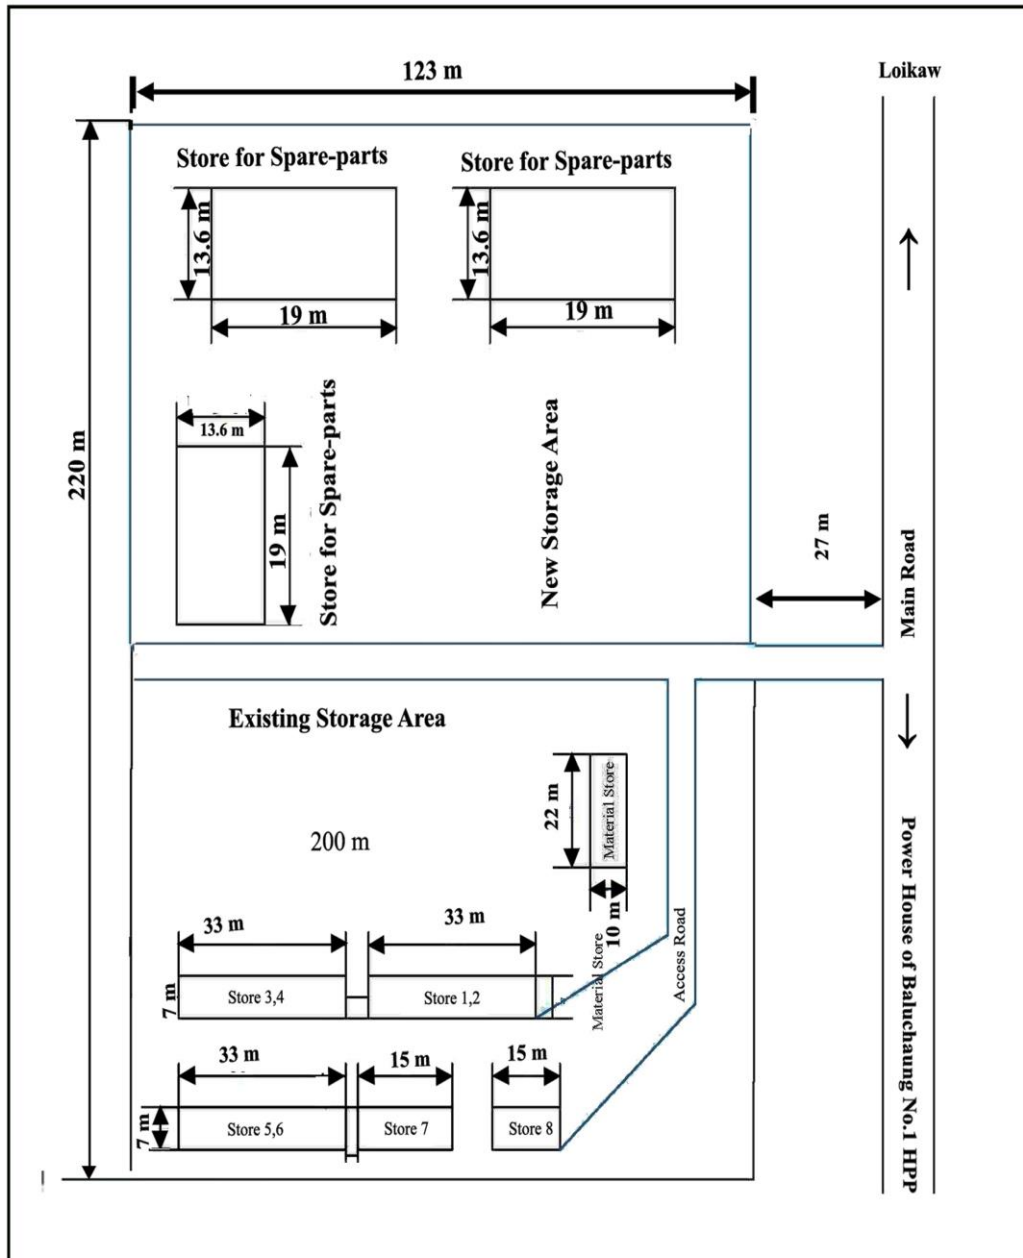 123 m
Loikaw
Store for Spare-parts
Store for Spare-parts
13.6 m
13.6 m
19 m
19 m
13.6 m
19 m
Store for Spare-parts
New Storage Area
220 m
27 m
Main Road
Existing Storage Area
22 m
Material Store
200 m
10 m
33 m
33 m
Material Store
Access Road
7 m
Store 3,4
Store 1,2
33 m
15 m
15 m
7 m
Store 5,6
Store 7
Store 8
Power House of Baluchaung No.1 HPP